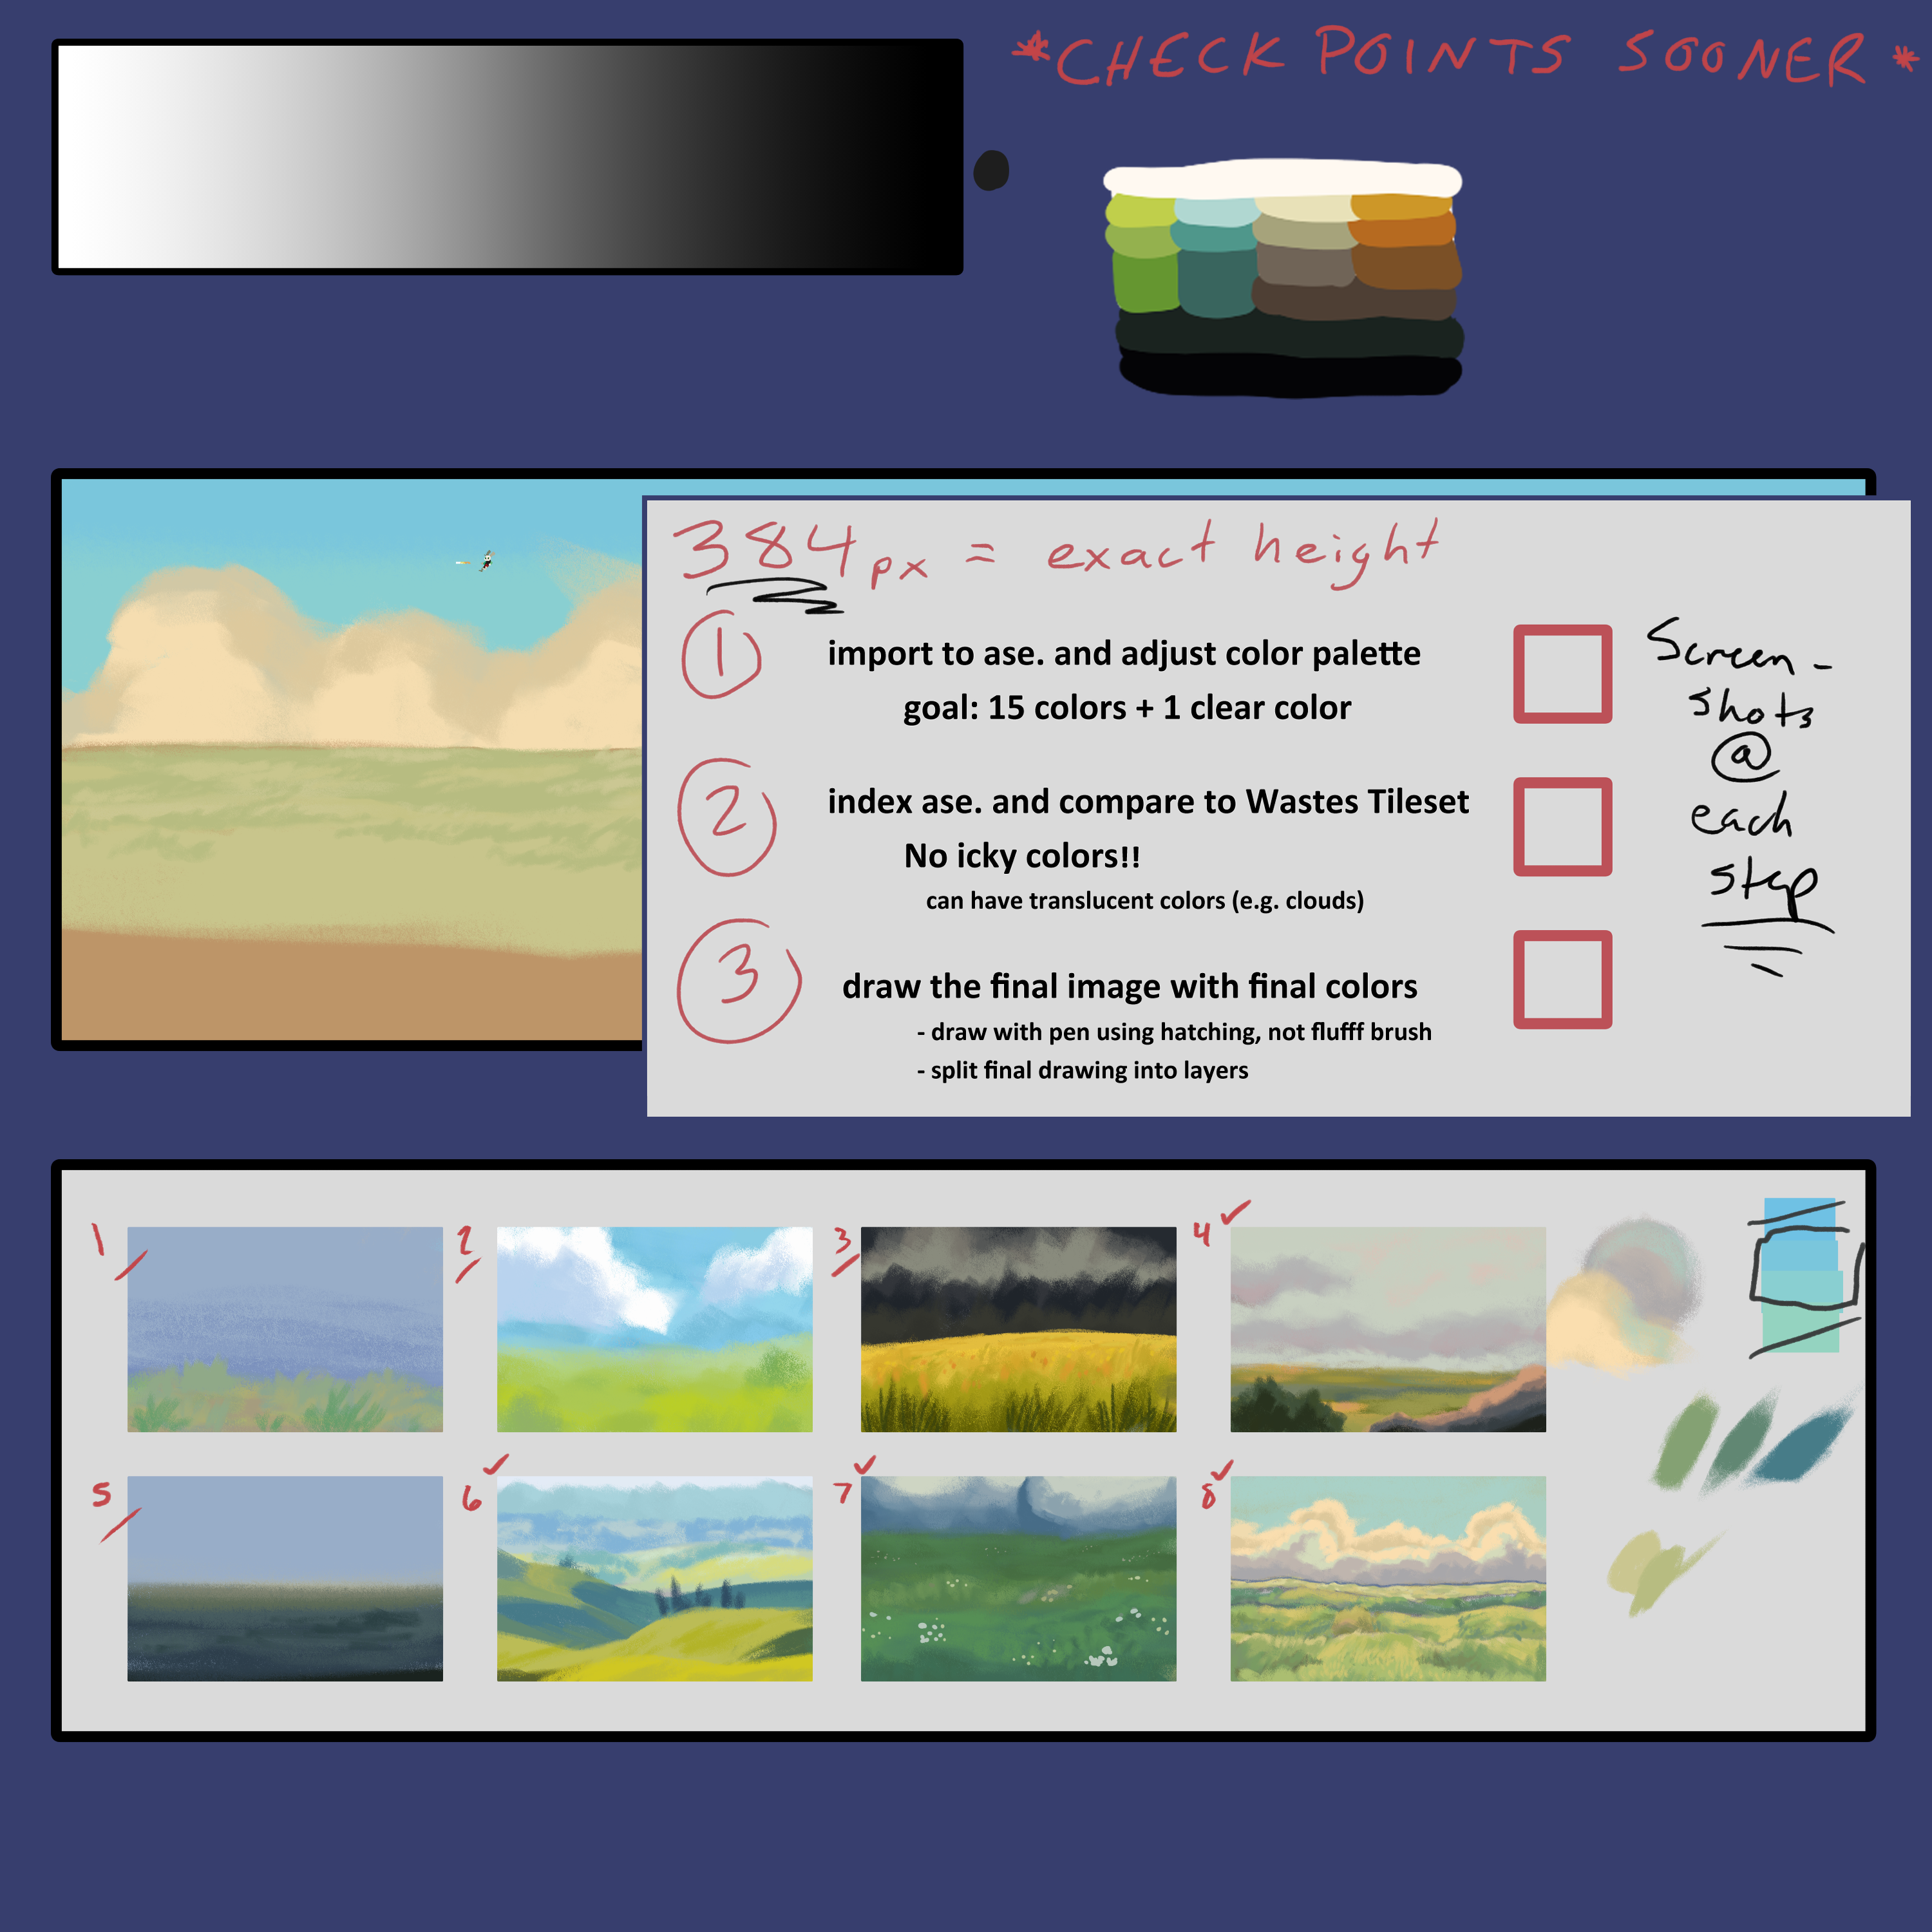 *CHECK POINTS SOONER*
384px = exact height
1
import to ase. and adjust color palette
goal: 15 colors + 1 clear color
2
index ase. and compare to Wastes Tileset
No icky colors!!
can have translucent colors (e.g. clouds)
3
draw the final image with final colors
- draw with pen using hatching, not flufff brush
- split final drawing into layers
Screen-
shots
@
each
step
1
2
3
4
5
6
7
8